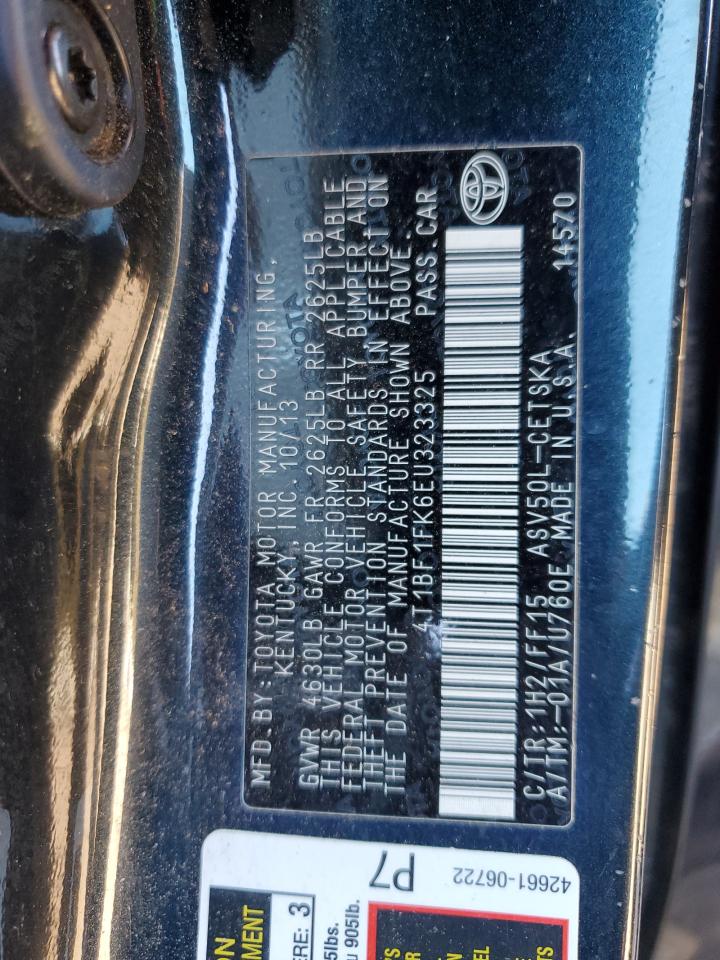 MFD. BY: TOYOTA MOTOR MANUFACTURING,
KENTUCKY, INC. 10/13
GVWR 4630LB GAWR FR 2625LB RR 2625LB
THIS VEHICLE CONFORMS TO ALL APPLICABLE
FEDERAL MOTOR VEHICLE SAFETY, BUMPER AND
THEFT PREVENTION STANDARDS IN EFFECT ON
THE DATE OF MANUFACTURE SHOWN ABOVE.
4T1BF1FK6EU323325 PASS. CAR
C/TR: 1H2/FF15 ASV50L-CETSKA
A/TM: -01A/U760E MADE IN U.S.A. 14570
P7
42661-06722
3
905lb.